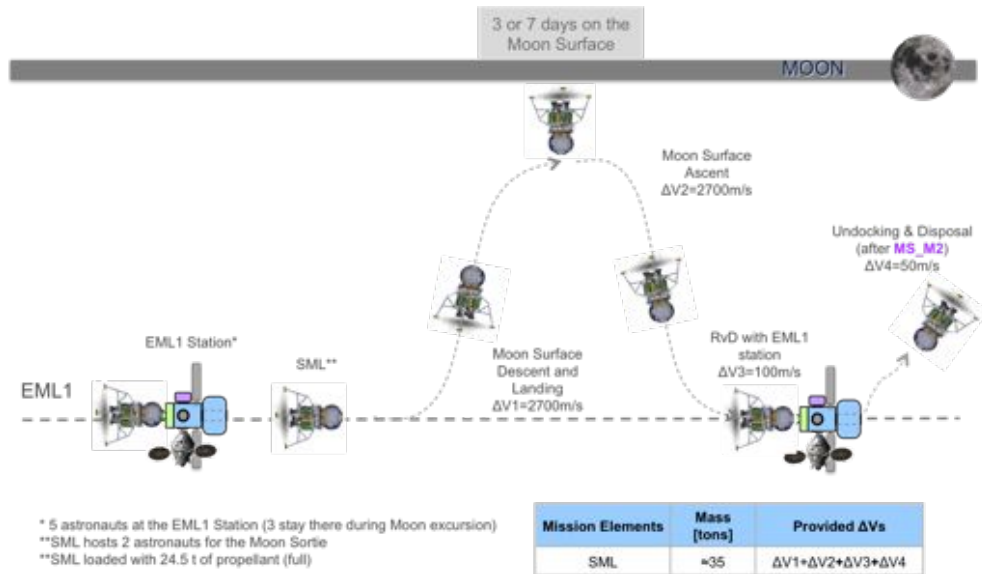 3 or 7 days on the
Moon Surface
MOON
Moon Surface
Ascent
ΔV2=2700m/s
Undocking & Disposal
(after MS_M2)
ΔV4=50m/s
EML1 Station*
SML**
EML1
Moon Surface
Descent and
Landing
ΔV1=2700m/s
RvD with EML1
station
ΔV3=100m/s
* 5 astronauts at the EML1 Station (3 stay there during Moon excursion)
**SML hosts 2 astronauts for the Moon Sortie
**SML loaded with 24.5 t of propellant (full)
Mission Elements Mass [tons] Provided ΔVs
SML ≈35 ΔV1+ΔV2+ΔV3+ΔV4